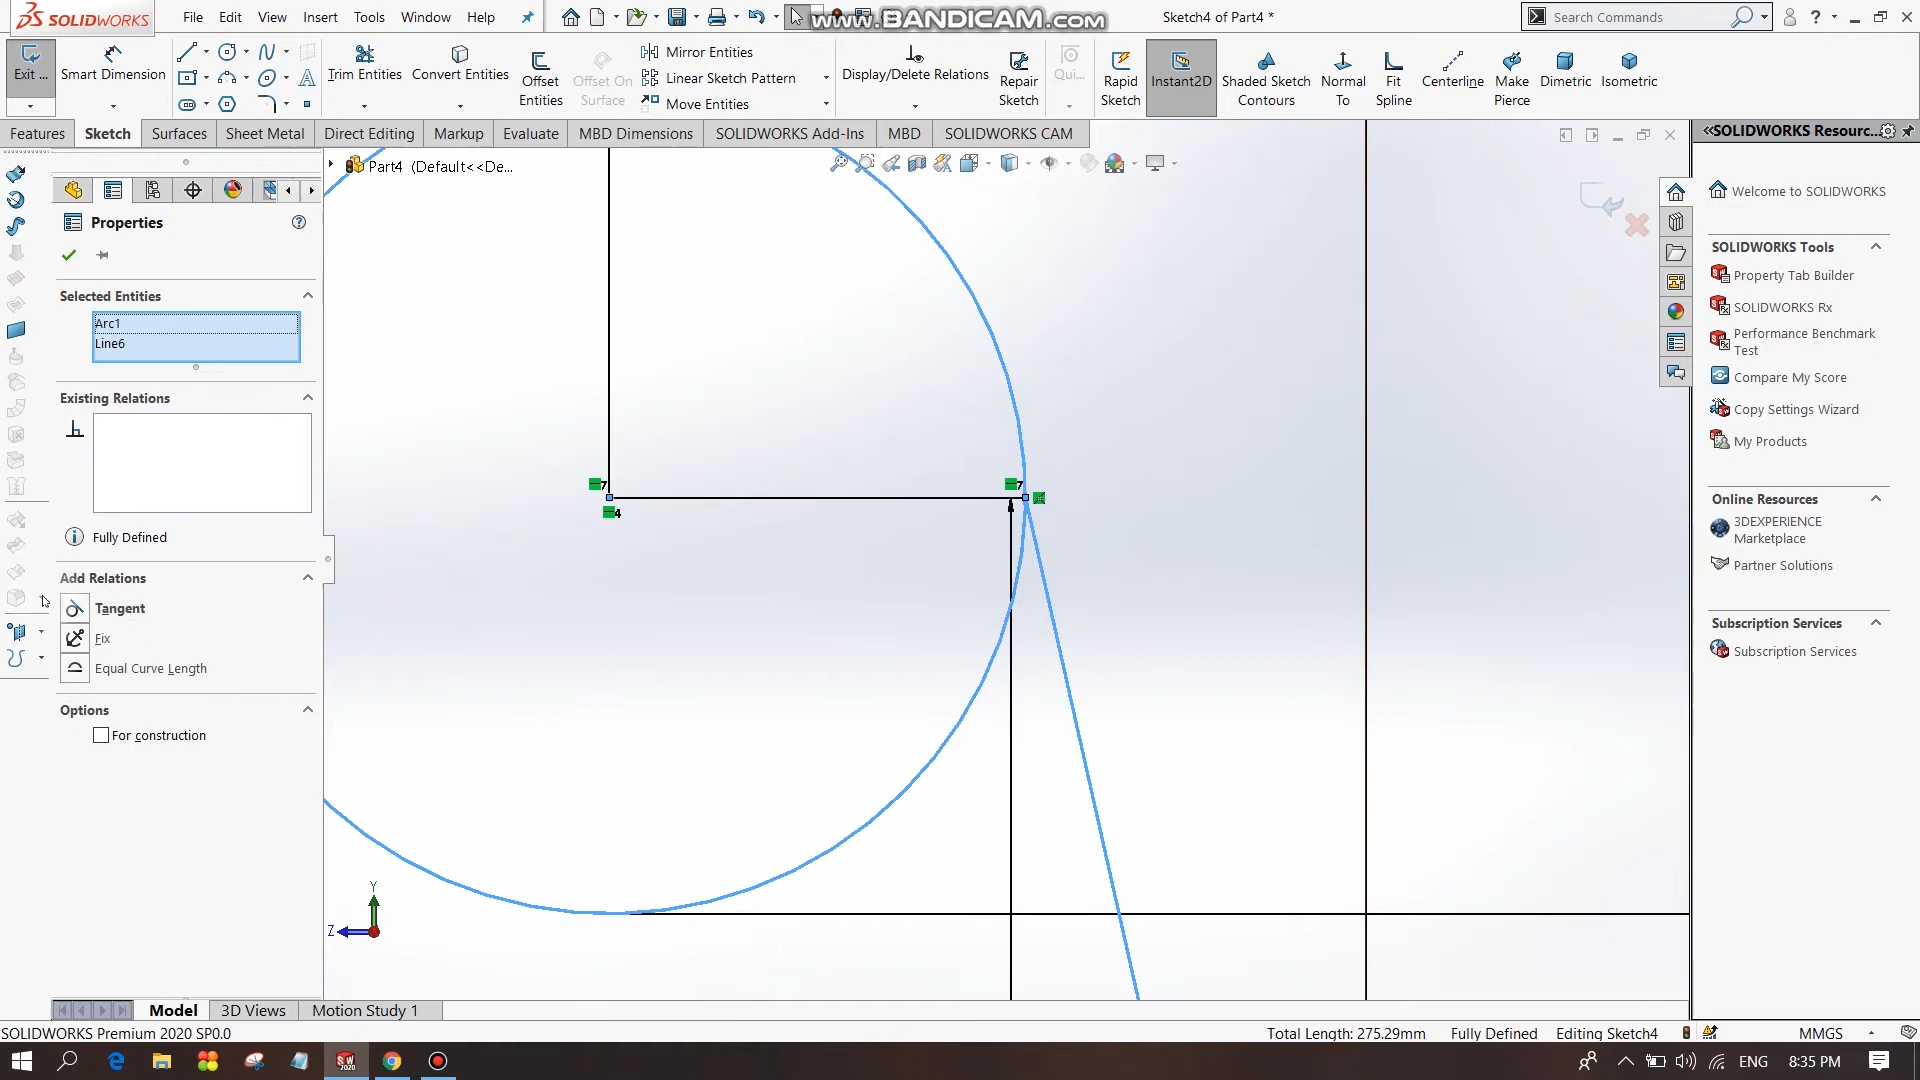 SOLIDWORKS
File Edit View Insert Tools Window Help
www.BANDICAM.com
Sketch4 of Part4 *
Search Commands
Exit ...
Smart Dimension
Trim Entities
Convert Entities
Offset Entities
Offset On Surface
Mirror Entities
Linear Sketch Pattern
Move Entities
Display/Delete Relations
Repair Sketch
Qui...
Rapid Sketch
Instant2D
Shaded Sketch Contours
Normal To
Fit Spline
Centerline
Make Pierce
Dimetric
Isometric
Features Sketch Surfaces Sheet Metal Direct Editing Markup Evaluate MBD Dimensions SOLIDWORKS Add-Ins MBD SOLIDWORKS CAM
Part4 (Default<<De...
Properties
Selected Entities
Arc1
Line6
Existing Relations
Fully Defined
Add Relations
Tangent
Fix
Equal Curve Length
Options
For construction
7
4
7
Y
Z
SOLIDWORKS Resourc...
Welcome to SOLIDWORKS
SOLIDWORKS Tools
Property Tab Builder
SOLIDWORKS Rx
Performance Benchmark Test
Compare My Score
Copy Settings Wizard
My Products
Online Resources
3DEXPERIENCE Marketplace
Partner Solutions
Subscription Services
Subscription Services
Model 3D Views Motion Study 1
SOLIDWORKS Premium 2020 SP0.0
Total Length: 275.29mm Fully Defined Editing Sketch4 MMGS
ENG 8:35 PM